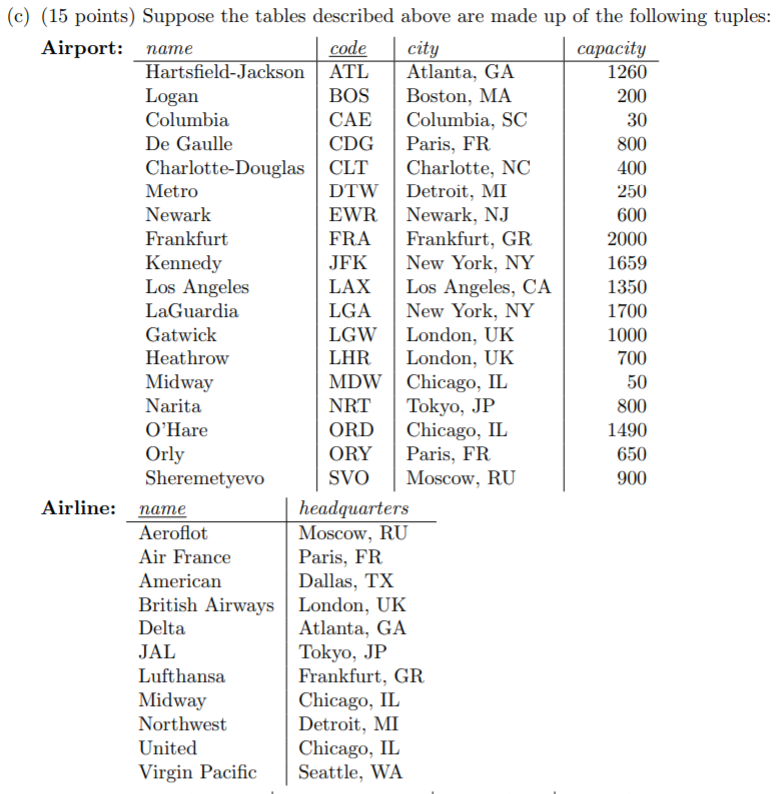 (c) (15 points) Suppose the tables described above are made up of the following tuples:
Airport: name code city capacity
Hartsfield-Jackson ATL Atlanta, GA 1260
Logan BOS Boston, MA 200
Columbia CAE Columbia, SC 30
De Gaulle CDG Paris, FR 800
Charlotte-Douglas CLT Charlotte, NC 400
Metro DTW Detroit, MI 250
Newark EWR Newark, NJ 600
Frankfurt FRA Frankfurt, GR 2000
Kennedy JFK New York, NY 1659
Los Angeles LAX Los Angeles, CA 1350
LaGuardia LGA New York, NY 1700
Gatwick LGW London, UK 1000
Heathrow LHR London, UK 700
Midway MDW Chicago, IL 50
Narita NRT Tokyo, JP 800
O'Hare ORD Chicago, IL 1490
Orly ORY Paris, FR 650
Sheremetyevo SVO Moscow, RU 900
Airline: name headquarters
Aeroflot Moscow, RU
Air France Paris, FR
American Dallas, TX
British Airways London, UK
Delta Atlanta, GA
JAL Tokyo, JP
Lufthansa Frankfurt, GR
Midway Chicago, IL
Northwest Detroit, MI
United Chicago, IL
Virgin Pacific Seattle, WA